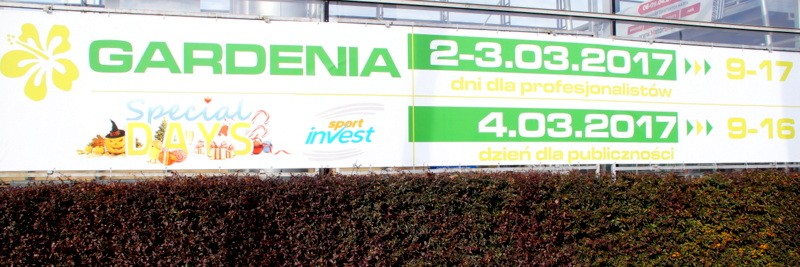 GARDENIA
2-3.03.2017 9-17
dni dla profesjonalistów
Special
DAYS
sport
invest
4.03.2017 9-16
dzień dla publiczności